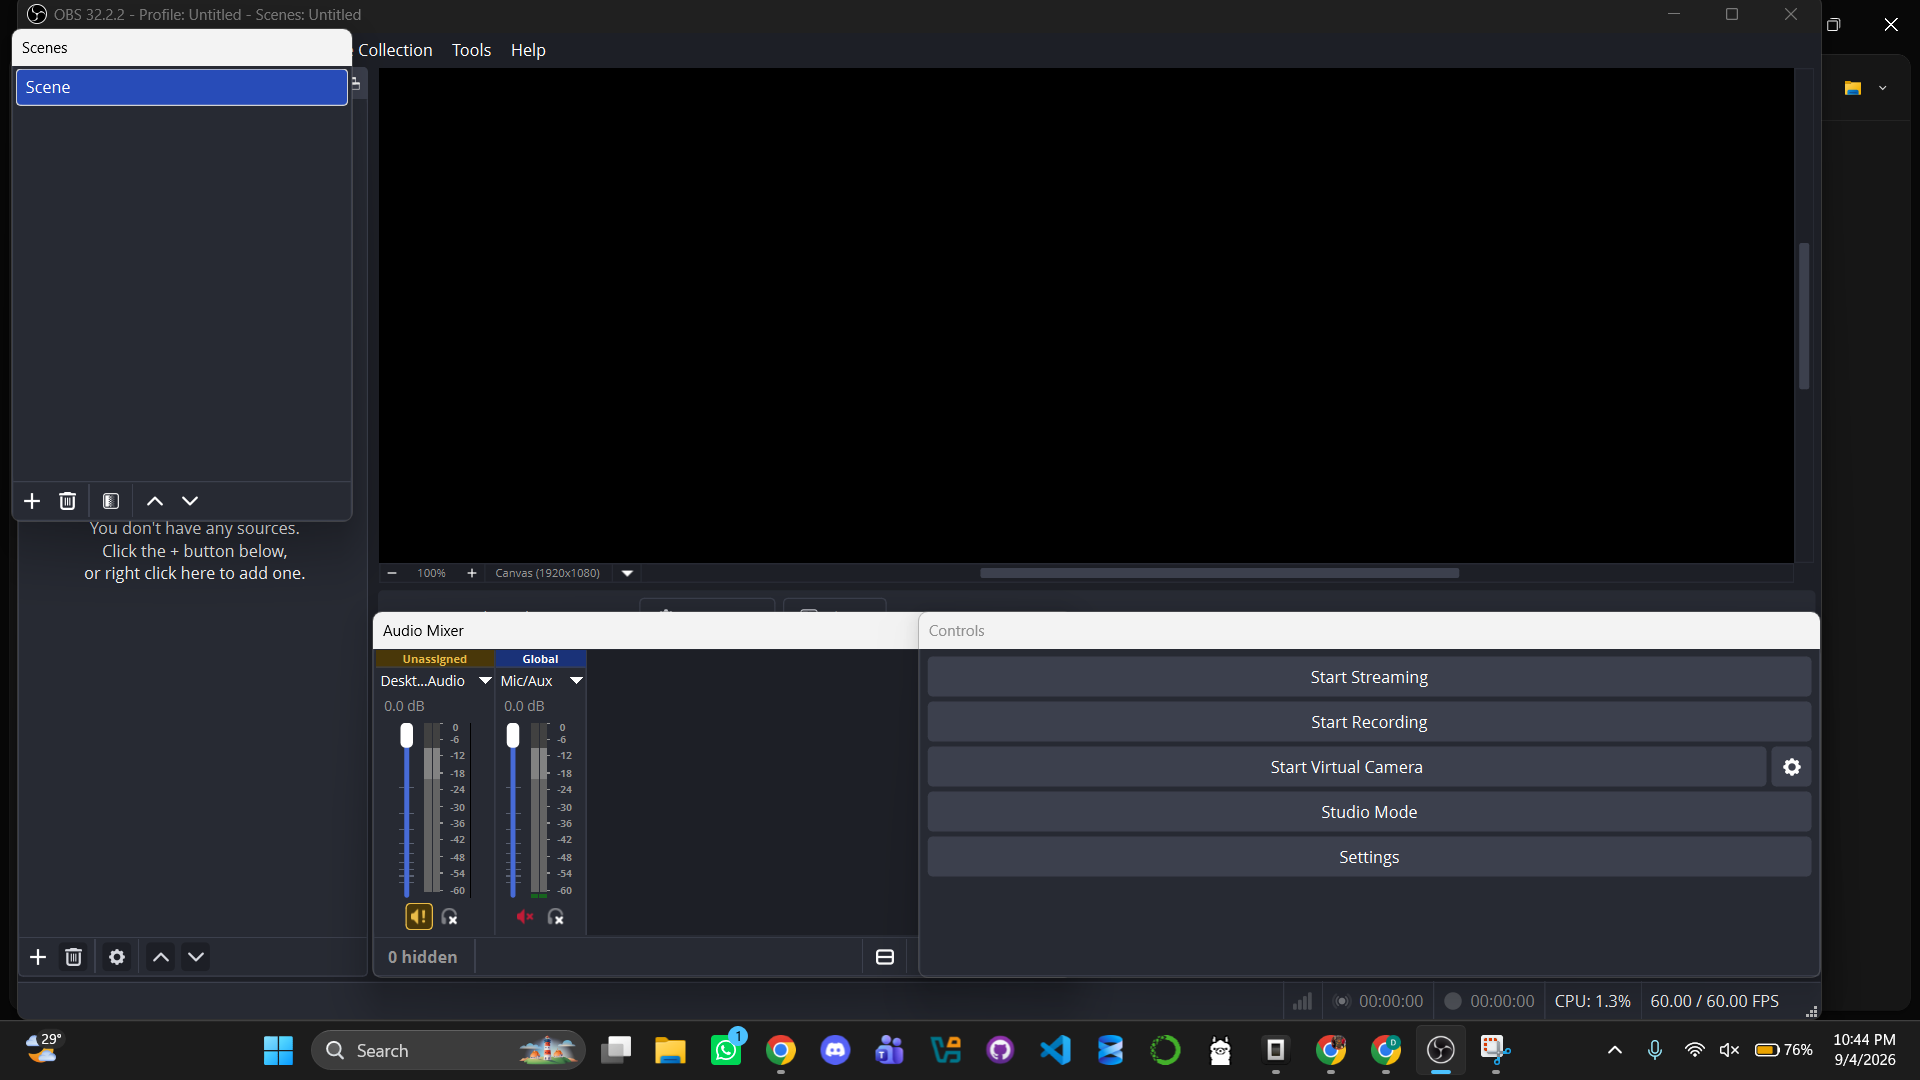 OBS 32.2.2 - Profile: Untitled - Scenes: Untitled
Scenes
Collection Tools Help
Scene
You don't have any sources.
Click the + button below,
or right click here to add one.
100%
Canvas (1920x1080)
Audio Mixer
Unassigned
Global
Deskt...Audio
Mic/Aux
0.0 dB
0.0 dB
0
-6
-12
-18
-24
-30
-36
-42
-48
-54
-60
0
-6
-12
-18
-24
-30
-36
-42
-48
-54
-60
0 hidden
Controls
Start Streaming
Start Recording
Start Virtual Camera
Studio Mode
Settings
00:00:00
00:00:00
CPU: 1.3%
60.00 / 60.00 FPS
29°
Search
1
D
76%
10:44 PM
9/4/2026